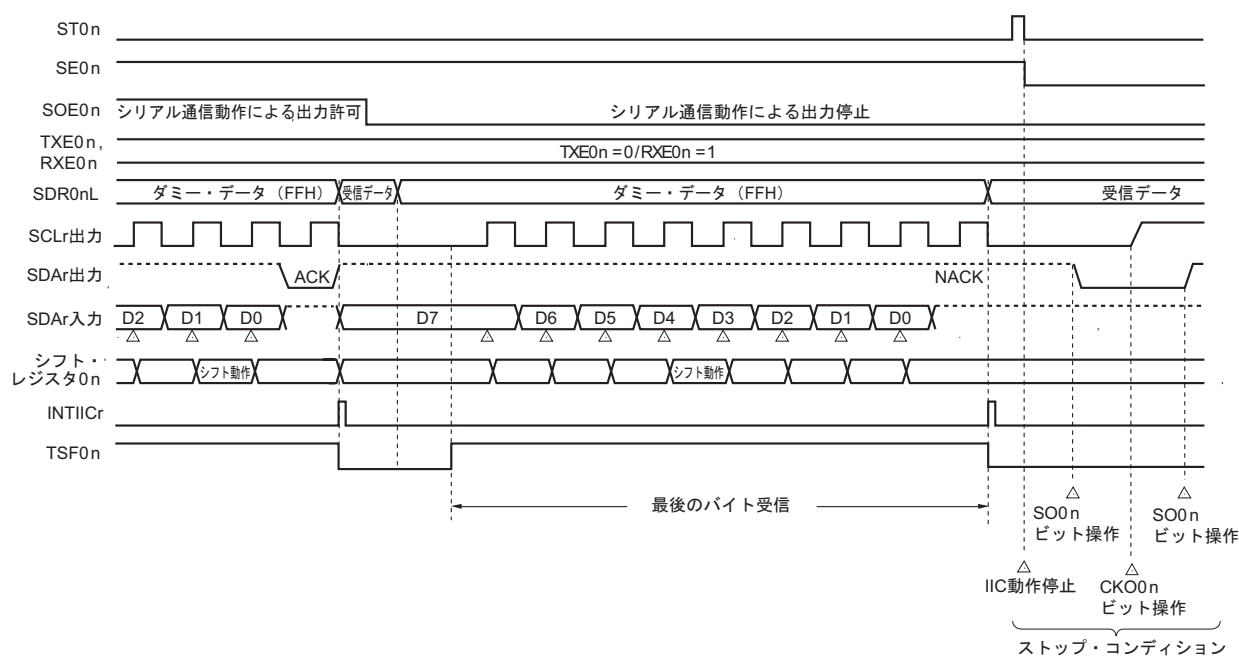 ST0n
SE0n
SOE0n シリアル通信動作による出力許可 シリアル通信動作による出力停止
TXE0n,
RXE0n
TXE0n=0/RXE0n=1
SDR0nL ダミー・データ（FFH） 受信データ ダミー・データ（FFH） 受信データ
SCLr出力
SDAr出力 ACK NACK
SDAr入力 D2 D1 D0 D7 D6 D5 D4 D3 D2 D1 D0
シフト・
レジスタ0n
シフト動作 シフト動作
INTIICr
TSF0n
最後のバイト受信
SO0n
ビット操作
SO0n
ビット操作
IIC動作停止
CKO0n
ビット操作
ストップ・コンディション